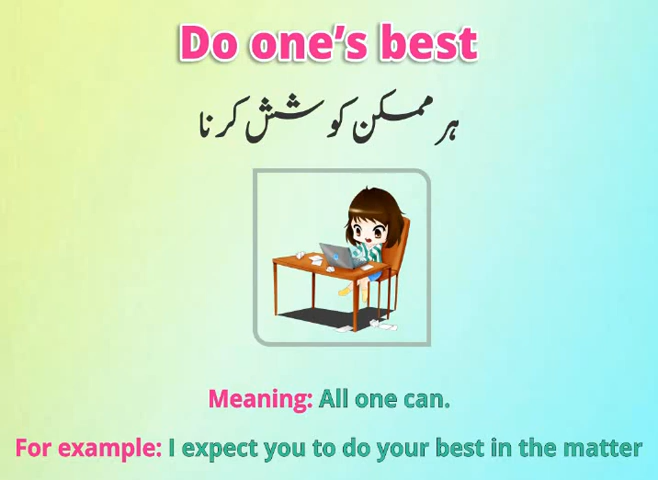 Do one’s best
ہر ممکن کوشش کرنا
Meaning: All one can.
For example: I expect you to do your best in the matter